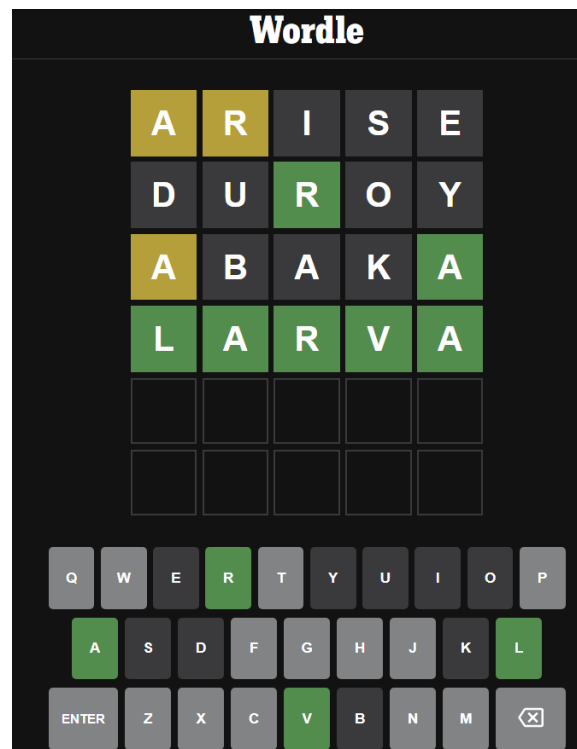 Wordle
A R I S E
D U R O Y
A B A K A
L A R V A
Q W E R T Y U I O P
A S D F G H J K L
ENTER Z X C V B N M